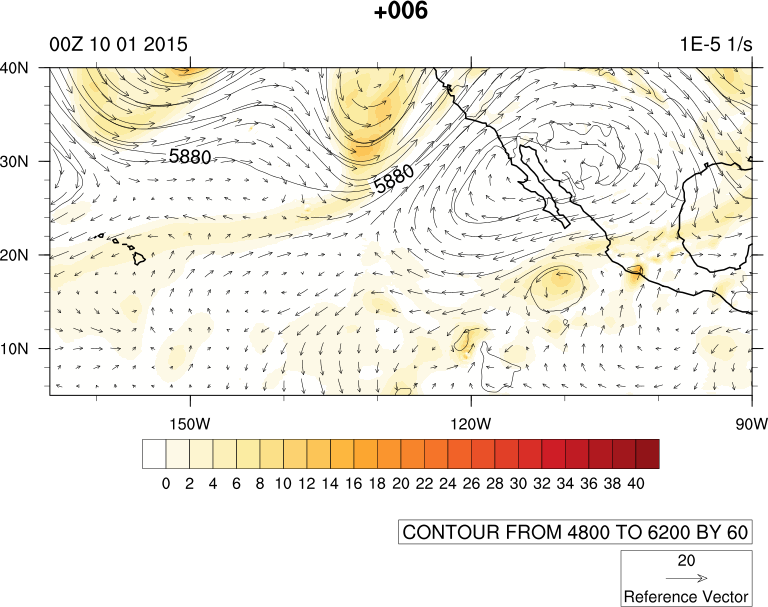 +006
00Z 10 01 2015 1E-5 1/s
40N
30N
20N
10N
5880
5880
150W 120W 90W
0 2 4 6 8 10 12 14 16 18 20 22 24 26 28 30 32 34 36 38 40
CONTOUR FROM 4800 TO 6200 BY 60
20
Reference Vector